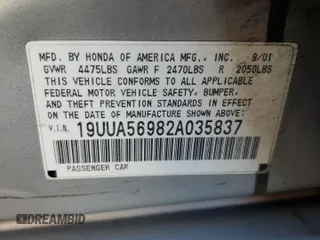 MFD. BY HONDA OF AMERICA MFG., INC. 9/01
GVWR 4475LBS GAWR F 2470LBS R 2050LBS
THIS VEHICLE CONFORMS TO ALL APPLICABLE
FEDERAL MOTOR VEHICLE SAFETY, BUMPER,
AND THEFT PREVENTION STANDARDS IN EFFECT
ON THE DATE OF MANUFACTURE SHOWN ABOVE.
V.I.N. 19UUA56982A035837
PASSENGER CAR
DREAMBID